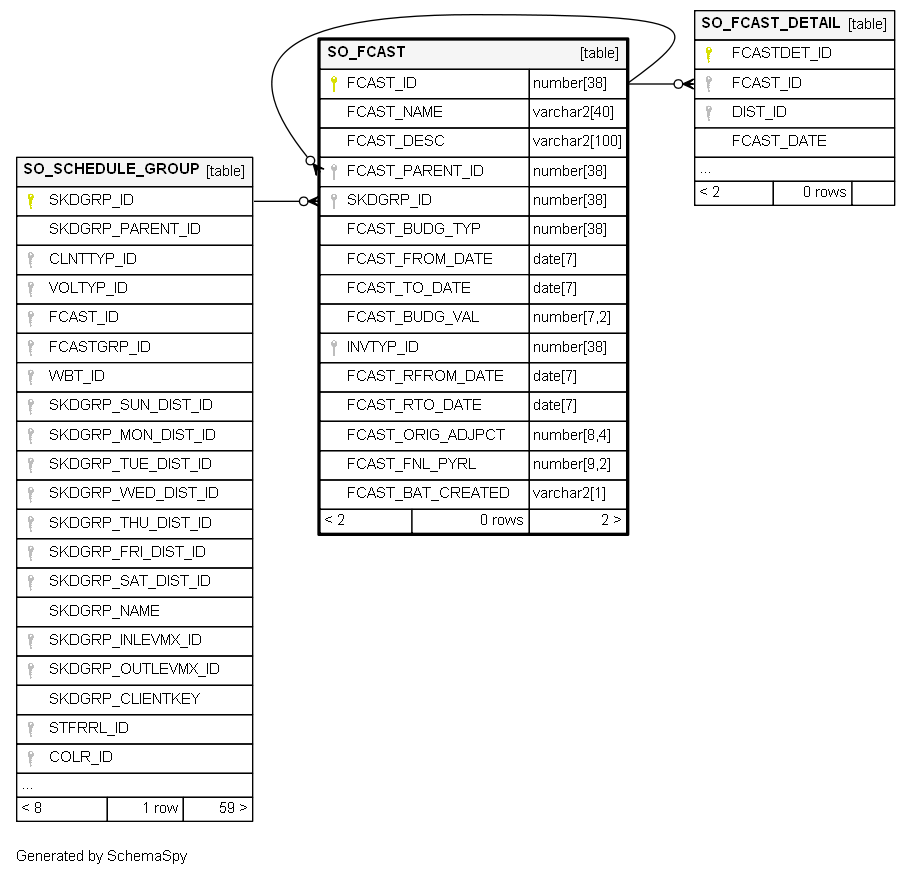 SO_SCHEDULE_GROUP [table]
SKDGRP_ID
SKDGRP_PARENT_ID
CLNTTYP_ID
VOLTYP_ID
FCAST_ID
FCASTGRP_ID
WBT_ID
SKDGRP_SUN_DIST_ID
SKDGRP_MON_DIST_ID
SKDGRP_TUE_DIST_ID
SKDGRP_WED_DIST_ID
SKDGRP_THU_DIST_ID
SKDGRP_FRI_DIST_ID
SKDGRP_SAT_DIST_ID
SKDGRP_NAME
SKDGRP_INLEVMX_ID
SKDGRP_OUTLEVMX_ID
SKDGRP_CLIENTKEY
STFRRL_ID
COLR_ID
...
< 8 1 row 59 >
SO_FCAST [table]
FCAST_ID number[38]
FCAST_NAME varchar2[40]
FCAST_DESC varchar2[100]
FCAST_PARENT_ID number[38]
SKDGRP_ID number[38]
FCAST_BUDG_TYP number[38]
FCAST_FROM_DATE date[7]
FCAST_TO_DATE date[7]
FCAST_BUDG_VAL number[7,2]
INVTYP_ID number[38]
FCAST_RFROM_DATE date[7]
FCAST_RTO_DATE date[7]
FCAST_ORIG_ADJPCT number[8,4]
FCAST_FNL_PYRL number[9,2]
FCAST_BAT_CREATED varchar2[1]
< 2 0 rows 2 >
SO_FCAST_DETAIL [table]
FCASTDET_ID
FCAST_ID
DIST_ID
FCAST_DATE
...
< 2 0 rows
Generated by SchemaSpy